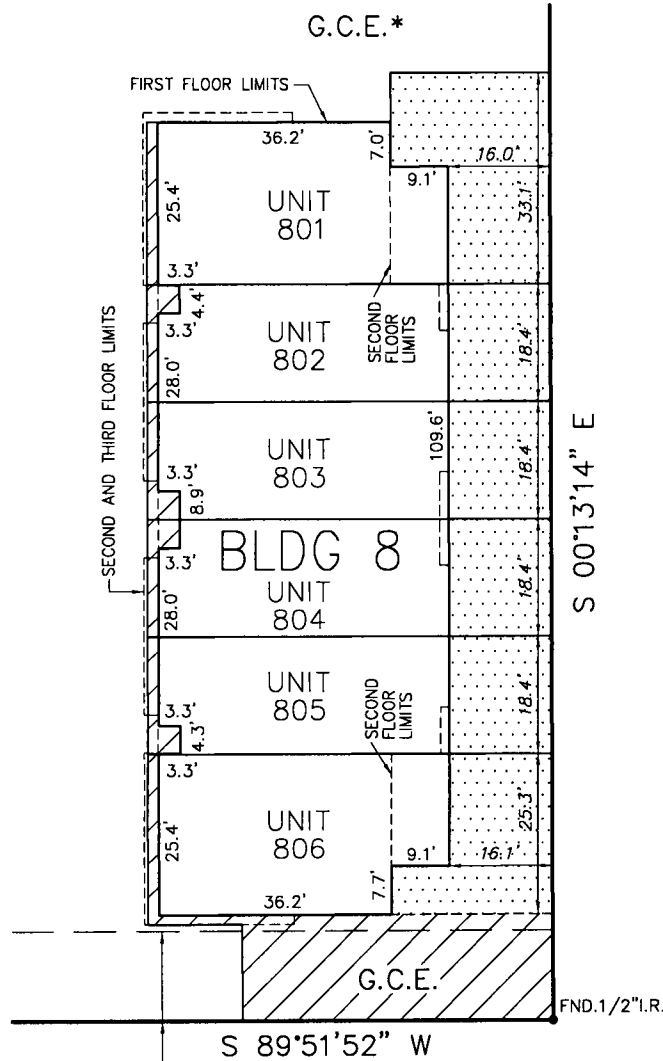 G.C.E.*
FIRST FLOOR LIMITS
36.2'
7.0'
16.0'
9.1'
25.4'
UNIT
801
33.1'
3.3'
4.4'
SECOND
FLOOR
LIMITS
3.3'
UNIT
802
18.4'
28.0'
SECOND AND THIRD FLOOR LIMITS
UNIT
803
109.6'
18.4'
3.3'
8.9'
S 00°13'14" E
BLDG 8
3.3'
UNIT
804
18.4'
28.0'
UNIT
805
18.4'
3.3'
4.3'
SECOND
FLOOR
LIMITS
3.3'
UNIT
806
25.4'
25.3'
9.1'
16.1'
7.7'
36.2'
G.C.E.
FND.1/2"I.R.
S 89°51'52" W